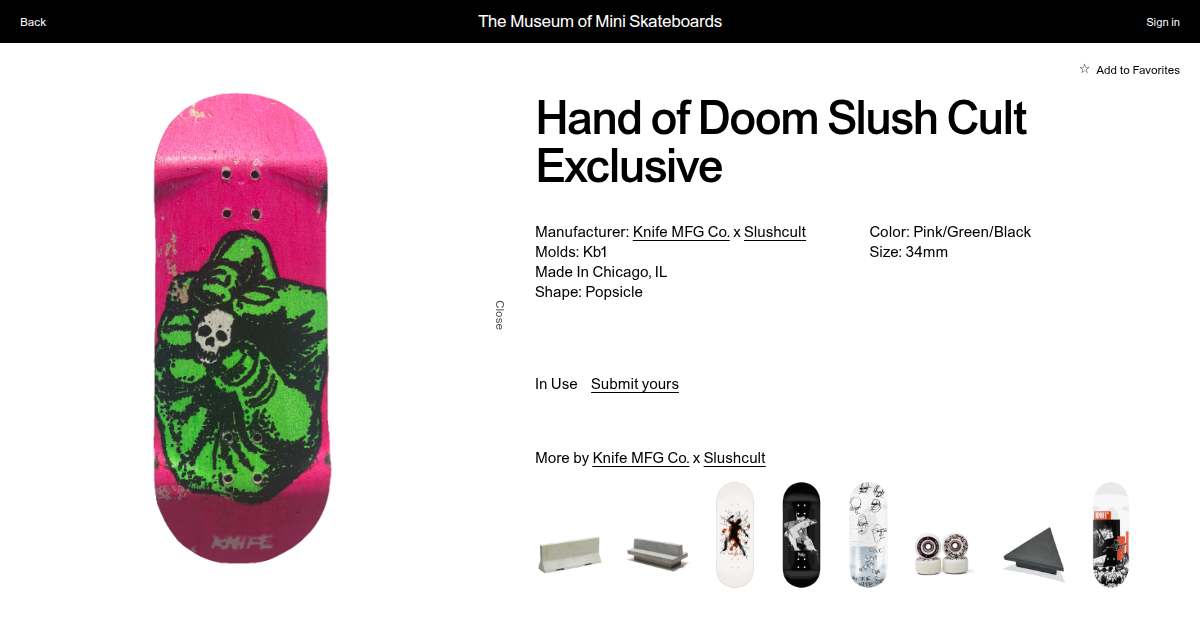 Back
The Museum of Mini Skateboards
Sign in
☆ Add to Favorites
Hand of Doom Slush Cult
Exclusive
Manufacturer: Knife MFG Co. x Slushcult
Molds: Kb1
Made In Chicago, IL
Shape: Popsicle
Color: Pink/Green/Black
Size: 34mm
Close
In Use Submit yours
More by Knife MFG Co. x Slushcult
KNIFE